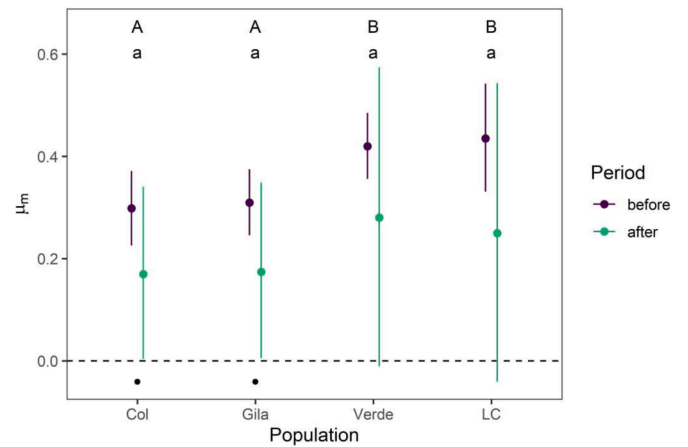 A A B B
a a a a
0.6
0.4
0.2
0.0
μm
Col Gila Verde LC
Population
Period
before
after